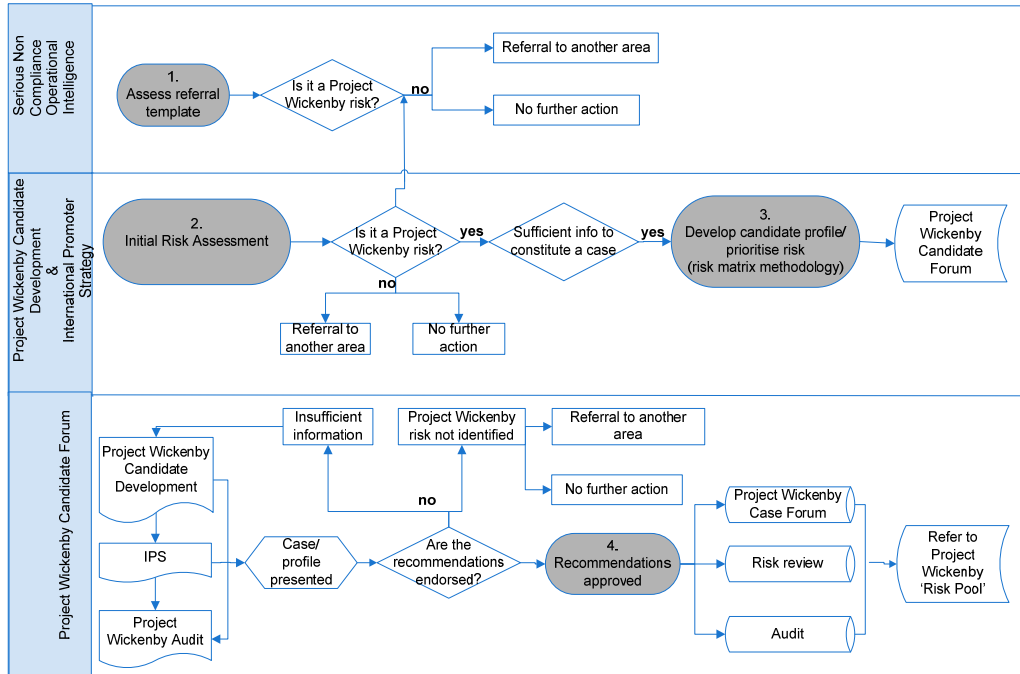 Serious Non
Compliance
Operational
Intelligence
1.
Assess referral
template
Is it a Project
Wickenby risk?
no
Referral to another area
No further action
Project Wickenby Candidate
Development
&
International Promoter
Strategy
2.
Initial Risk Assessment
Is it a Project
Wickenby risk?
yes
Sufficient info to
constitute a case
yes
3.
Develop candidate profile/
prioritise risk
(risk matrix methodology)
Project
Wickenby
Candidate
Forum
no
Referral to
another area
No further
action
Project Wickenby Candidate Forum
Project Wickenby
Candidate
Development
IPS
Project
Wickenby Audit
Insufficient
information
Project Wickenby
risk not identified
Referral to another
area
No further action
no
Case/
profile
presented
Are the
recommendations
endorsed?
4.
Recommendations
approved
Project Wickenby
Case Forum
Risk review
Audit
Refer to
Project
Wickenby
‘Risk Pool’